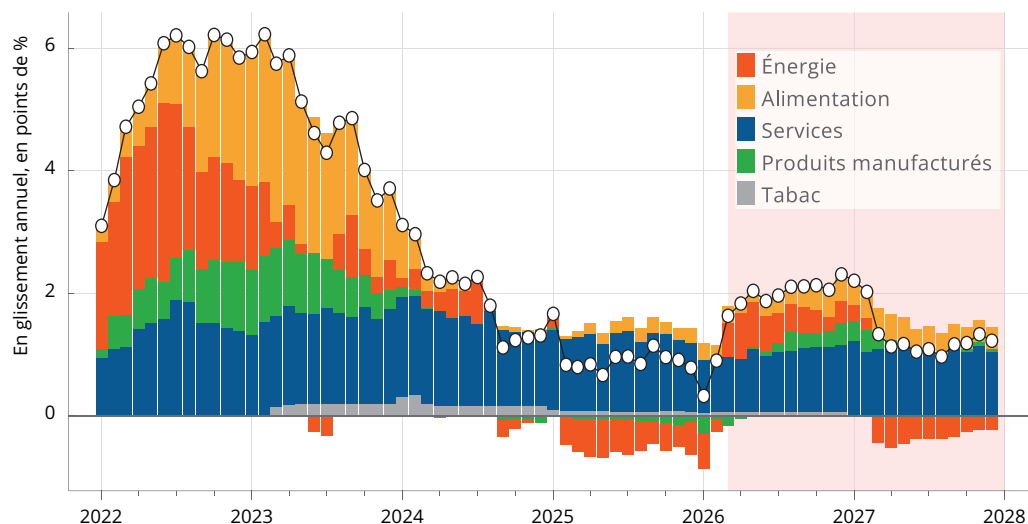 En glissement annuel, en points de %
6
4
2
0
Énergie
Alimentation
Services
Produits manufacturés
Tabac
2022 2023 2024 2025 2026 2027 2028